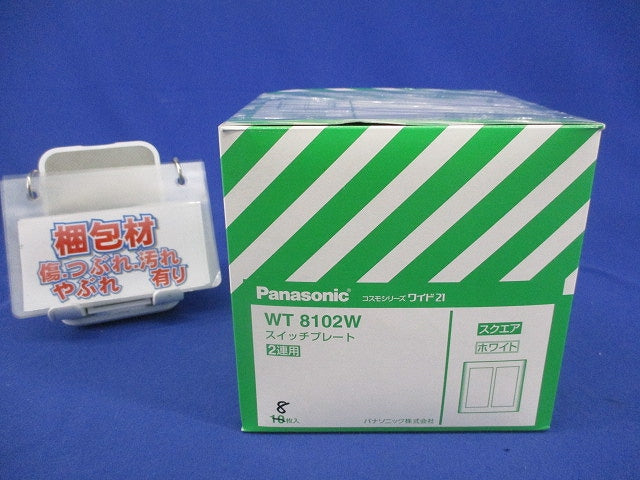 梱包材
傷.つぶれ.汚れ
やぶれ 有り
Panasonic コスモシリーズ ワイド21
WT 8102W
スイッチプレート
2連用
スクエア
ホワイト
8
10枚入
パナソニック株式会社